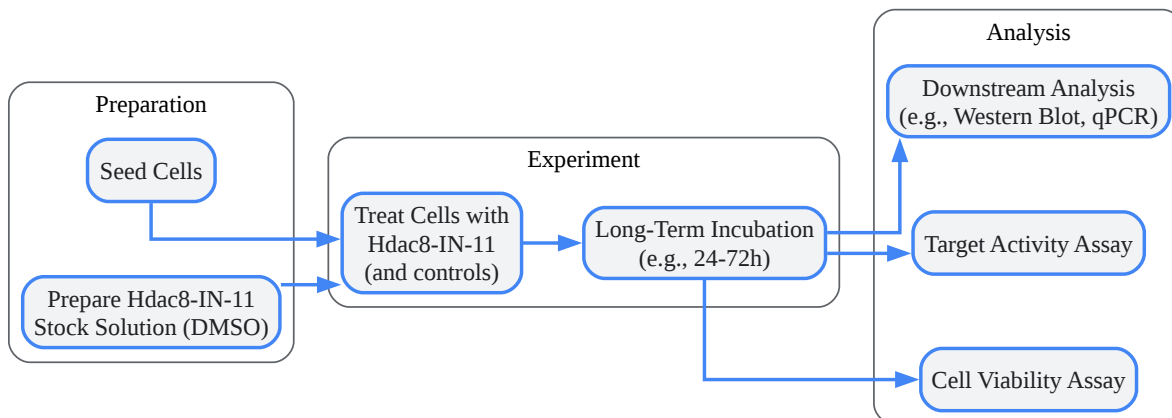 Preparation
Seed Cells
Prepare Hdac8-IN-11
Stock Solution (DMSO)
Experiment
Treat Cells with
Hdac8-IN-11
(and controls)
Long-Term Incubation
(e.g., 24-72h)
Analysis
Downstream Analysis
(e.g., Western Blot, qPCR)
Target Activity Assay
Cell Viability Assay